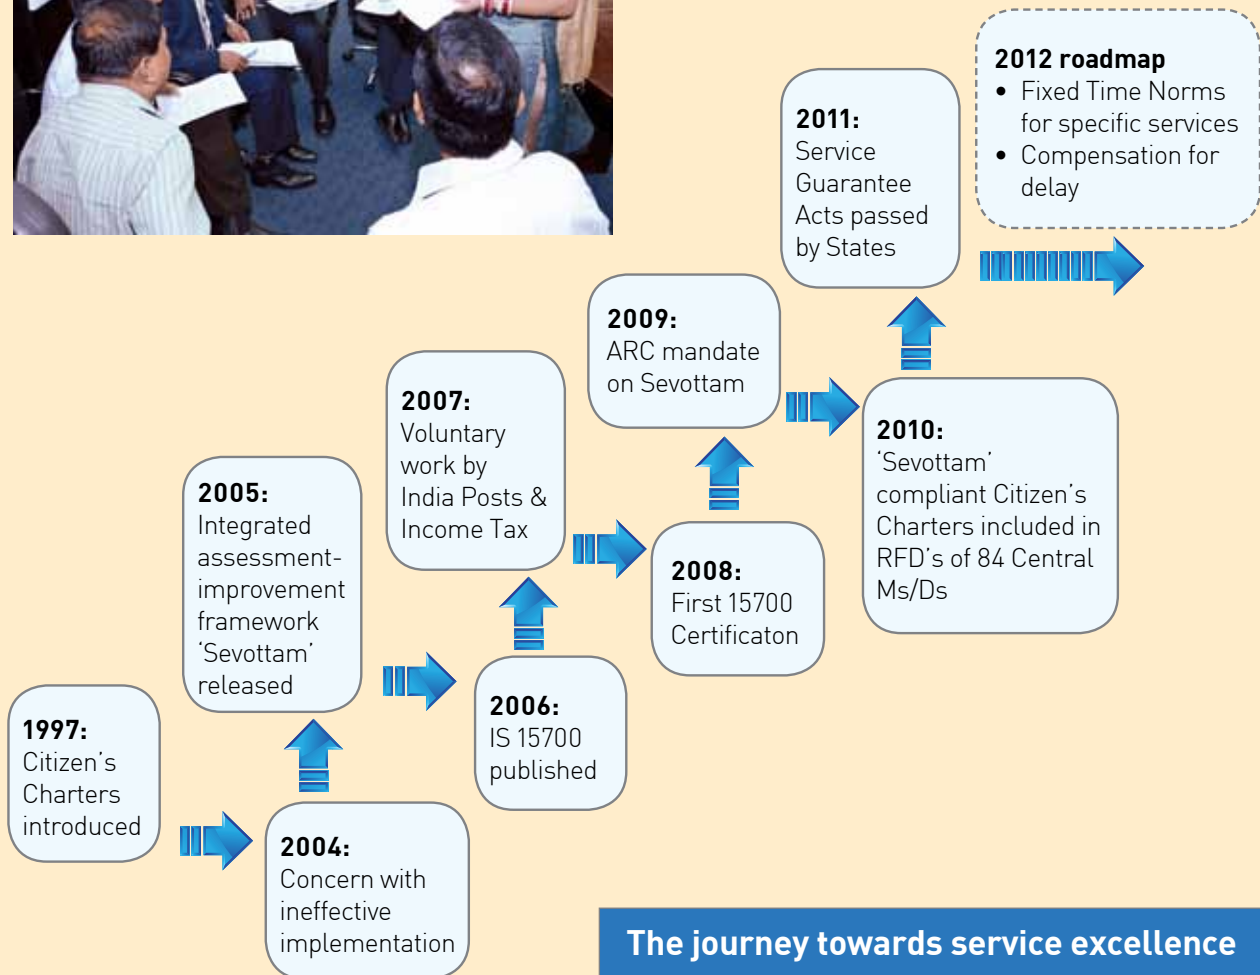 1997:
Citizen’s
Charters
introduced
2004:
Concern with
ineffective
implementation
2005:
Integrated
assessment-
improvement
framework
‘Sevottam’
released
2006:
IS 15700
published
2007:
Voluntary
work by
India Posts &
Income Tax
2008:
First 15700
Certificaton
2009:
ARC mandate
on Sevottam
2010:
‘Sevottam’
compliant Citizen’s
Charters included in
RFD’s of 84 Central
Ms/Ds
2011:
Service
Guarantee
Acts passed
by States
2012 roadmap
• Fixed Time Norms
for specific services
• Compensation for
delay
The journey towards service excellence